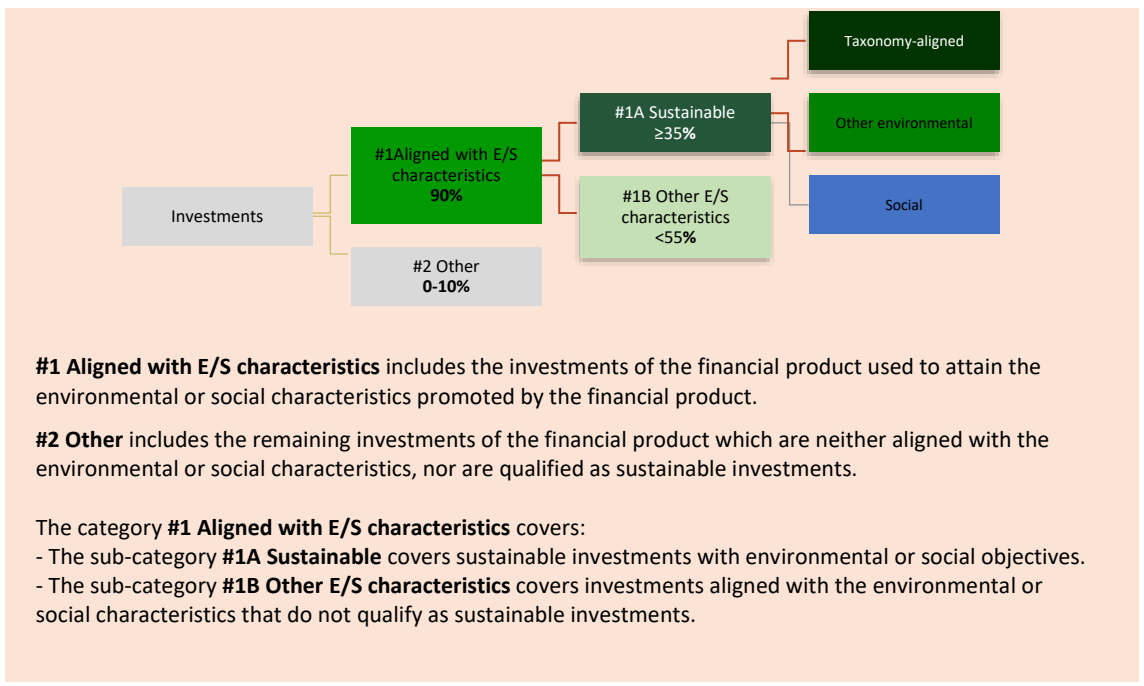 Taxonomy-aligned
#1A Sustainable
≥35%
Other environmental
#1Aligned with E/S
characteristics
90%
#1B Other E/S
characteristics
<55%
Social
Investments
#2 Other
0-10%
#1 Aligned with E/S characteristics includes the investments of the financial product used to attain the
environmental or social characteristics promoted by the financial product.
#2 Other includes the remaining investments of the financial product which are neither aligned with the
environmental or social characteristics, nor are qualified as sustainable investments.
The category #1 Aligned with E/S characteristics covers:
- The sub-category #1A Sustainable covers sustainable investments with environmental or social objectives.
- The sub-category #1B Other E/S characteristics covers investments aligned with the environmental or
social characteristics that do not qualify as sustainable investments.